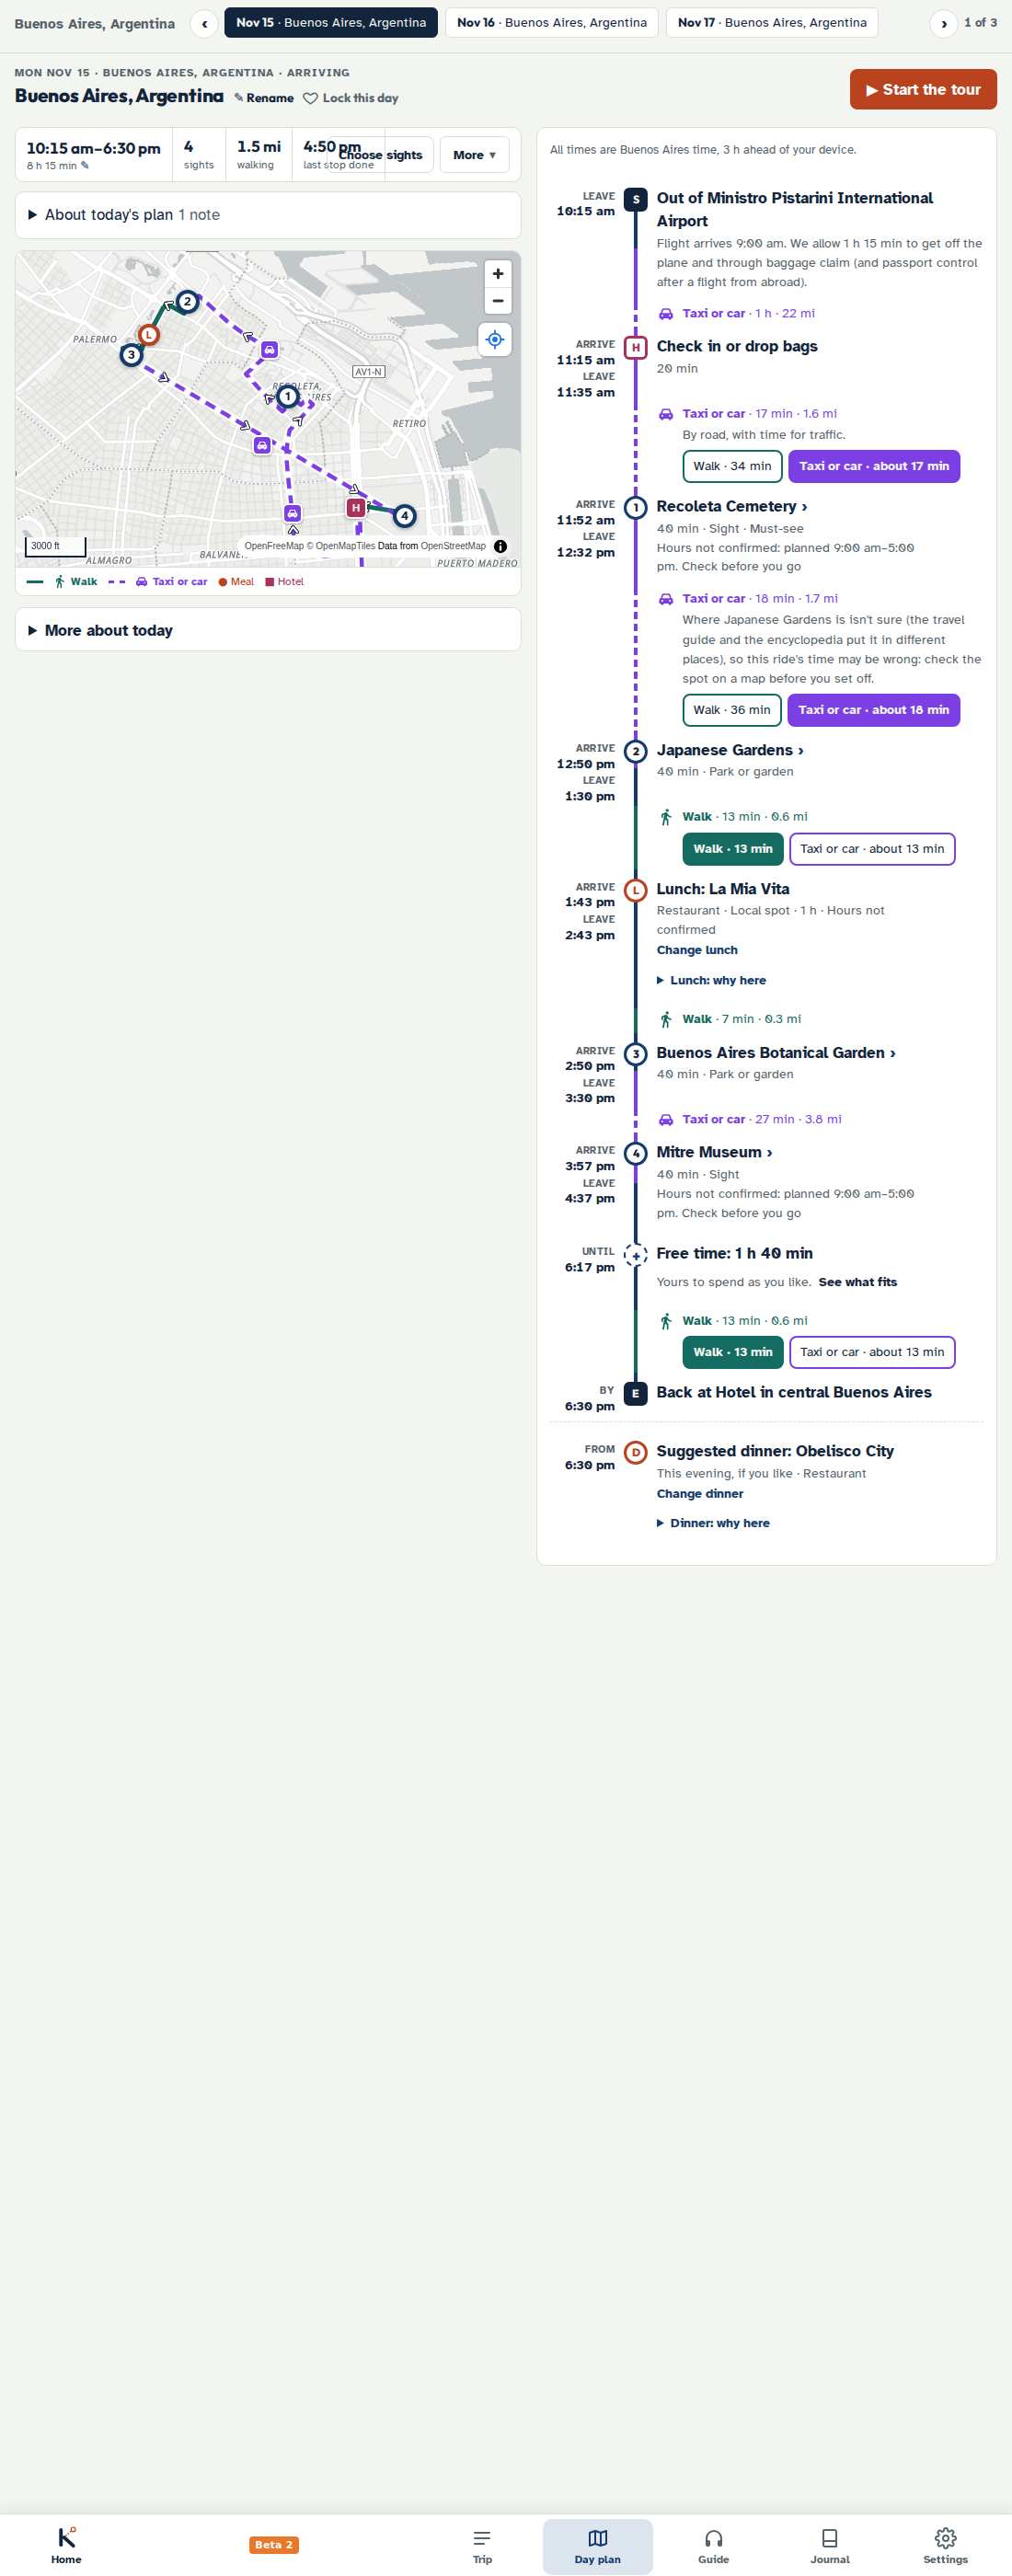 Buenos Aires, Argentina
‹
Nov 15 · Buenos Aires, Argentina
Nov 16 · Buenos Aires, Argentina
Nov 17 · Buenos Aires, Argentina
›
1 of 3
MON NOV 15 · BUENOS AIRES, ARGENTINA · ARRIVING
Buenos Aires, Argentina
✎ Rename
Lock this day
▶ Start the tour
10:15 am–6:30 pm
8 h 15 min ✎
4
sights
1.5 mi
walking
4:50 pm
last stop done
Choose sights
More ▾
▶ About today's plan 1 note
2
L
3
PALERMO
1
AV1-N
RETIRO
H
4
+
−
3000 ft
ALMAGRO
OpenFreeMap © OpenMapTiles Data from OpenStreetMap
PUERTO MADERO
Walk
Taxi or car
Meal
Hotel
▶ More about today
All times are Buenos Aires time, 3 h ahead of your device.
LEAVE
10:15 am
S
Out of Ministro Pistarini International
Airport
Flight arrives 9:00 am. We allow 1 h 15 min to get off the
plane and through baggage claim (and passport control
after a flight from abroad).
Taxi or car · 1 h · 22 mi
ARRIVE
11:15 am
LEAVE
11:35 am
H
Check in or drop bags
20 min
Taxi or car · 17 min · 1.6 mi
By road, with time for traffic.
Walk · 34 min
Taxi or car · about 17 min
ARRIVE
11:52 am
LEAVE
12:32 pm
1
Recoleta Cemetery ›
40 min · Sight · Must-see
Hours not confirmed: planned 9:00 am–5:00
pm. Check before you go
Taxi or car · 18 min · 1.7 mi
Where Japanese Gardens is isn't sure (the travel
guide and the encyclopedia put it in different
places), so this ride's time may be wrong: check the
spot on a map before you set off.
Walk · 36 min
Taxi or car · about 18 min
ARRIVE
12:50 pm
LEAVE
1:30 pm
2
Japanese Gardens ›
40 min · Park or garden
Walk · 13 min · 0.6 mi
Walk · 13 min
Taxi or car · about 13 min
ARRIVE
1:43 pm
LEAVE
2:43 pm
L
Lunch: La Mia Vita
Restaurant · Local spot · 1 h · Hours not
confirmed
Change lunch
▶ Lunch: why here
Walk · 7 min · 0.3 mi
ARRIVE
2:50 pm
LEAVE
3:30 pm
3
Buenos Aires Botanical Garden ›
40 min · Park or garden
Taxi or car · 27 min · 3.8 mi
ARRIVE
3:57 pm
LEAVE
4:37 pm
4
Mitre Museum ›
40 min · Sight
Hours not confirmed: planned 9:00 am–5:00
pm. Check before you go
UNTIL
6:17 pm
+
Free time: 1 h 40 min
Yours to spend as you like. See what fits
Walk · 13 min · 0.6 mi
Walk · 13 min
Taxi or car · about 13 min
BY
6:30 pm
E
Back at Hotel in central Buenos Aires
FROM
6:30 pm
D
Suggested dinner: Obelisco City
This evening, if you like · Restaurant
Change dinner
▶ Dinner: why here
Home
Beta 2
Trip
Day plan
Guide
Journal
Settings